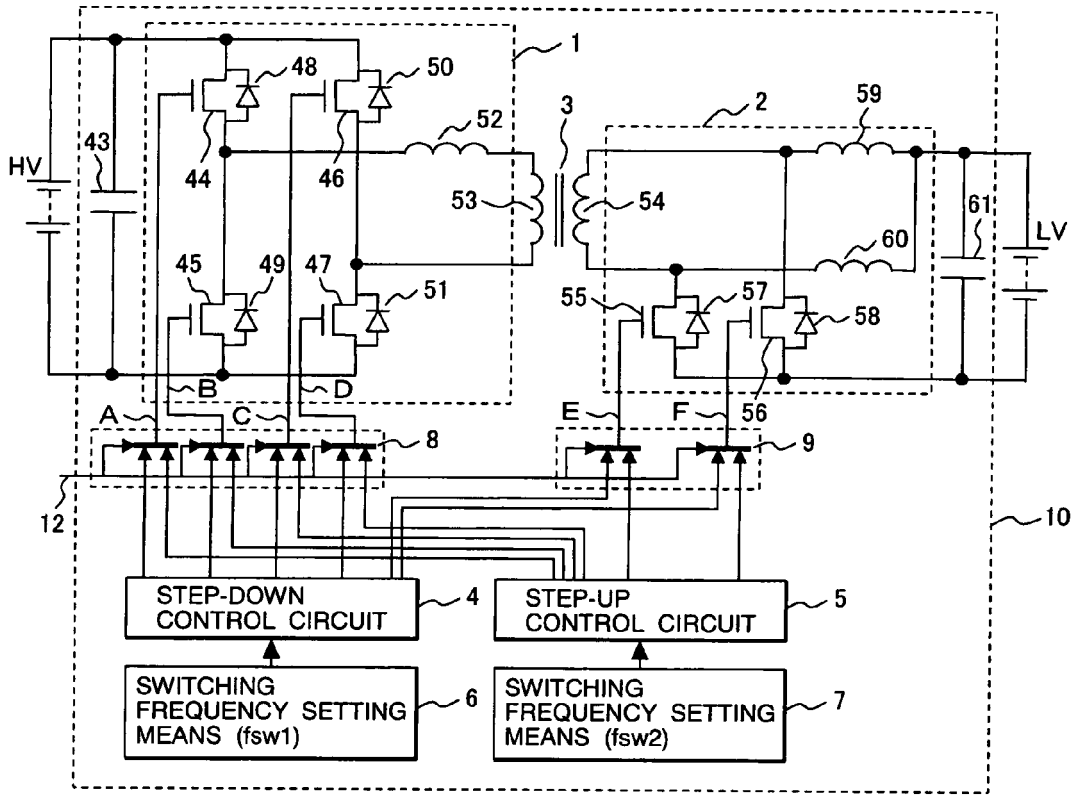 1
48
50
59
52
3
2
43
HV
44
46
53
54
61
LV
60
45
49
47
51
55
57
58
B
D
56
A
C
E
F
8
9
12
10
STEP-DOWN
CONTROL CIRCUIT
4
STEP-UP
CONTROL CIRCUIT
5
SWITCHING
FREQUENCY SETTING
MEANS (fsw1)
6
SWITCHING
FREQUENCY SETTING
MEANS (fsw2)
7